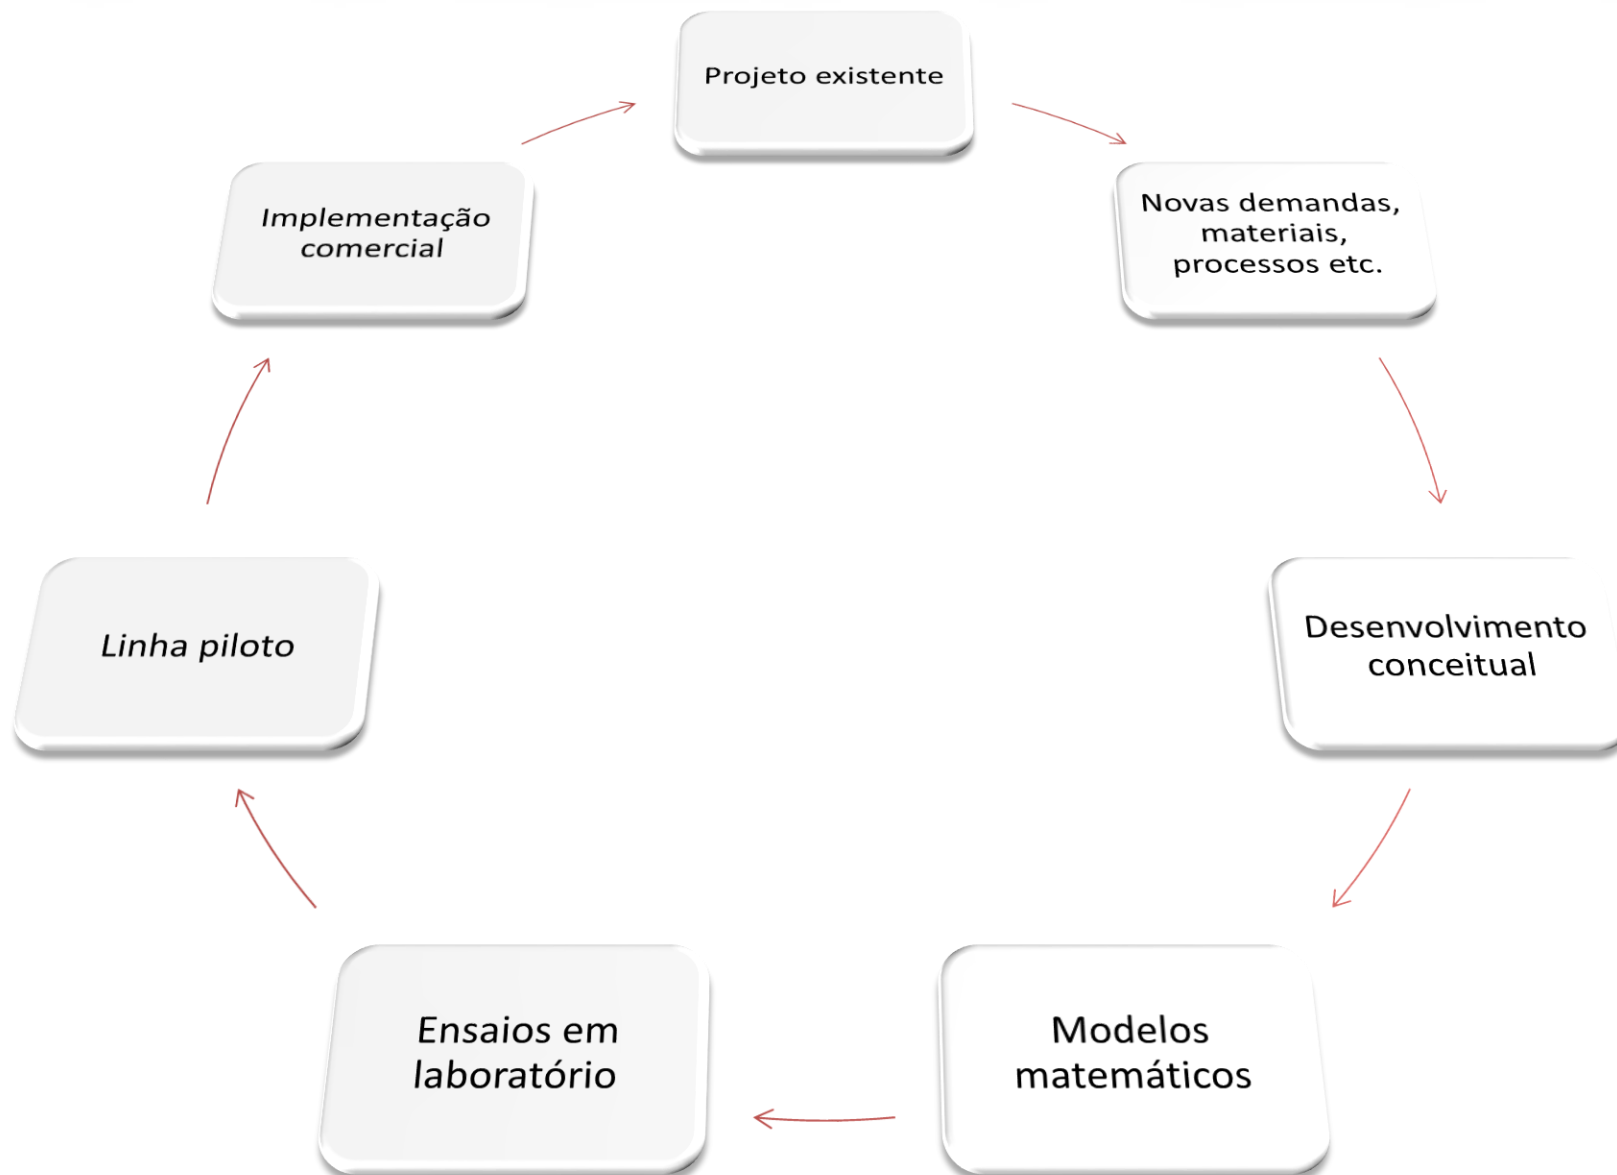 Projeto existente
Novas demandas,
materiais,
processos etc.
Desenvolvimento
conceitual
Modelos
matemáticos
Ensaios em
laboratório
Linha piloto
Implementação
comercial